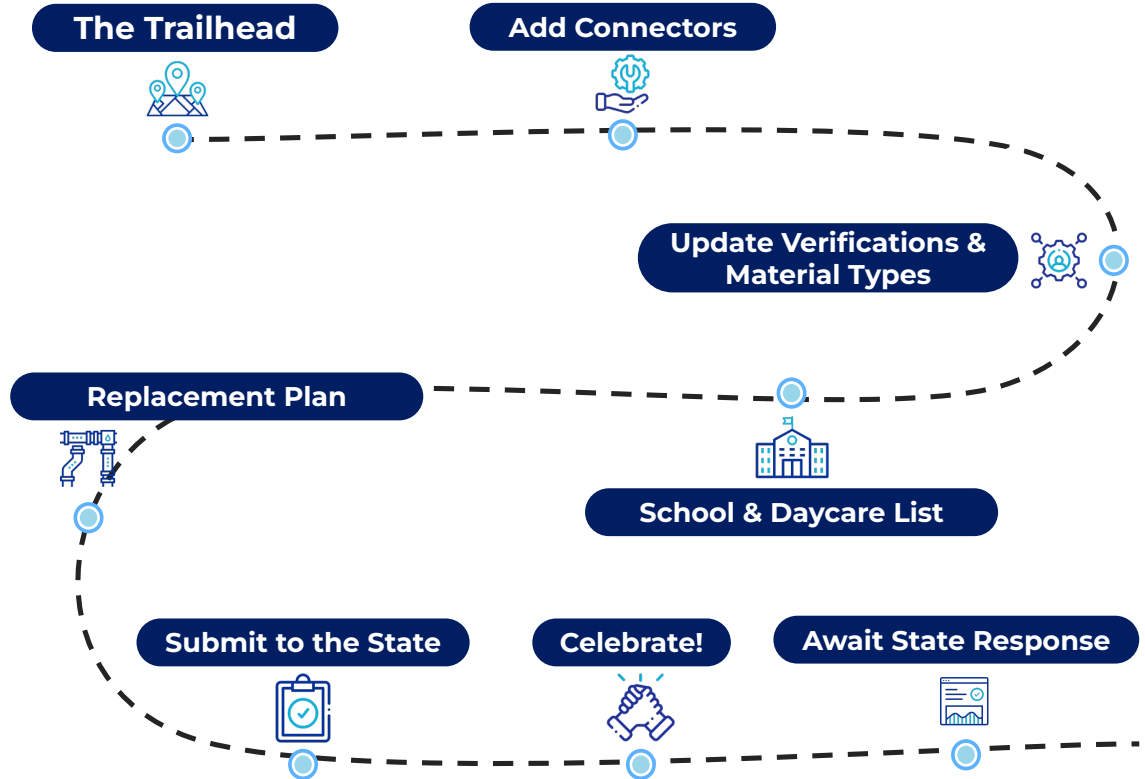 The Trailhead
Add Connectors
Update Verifications &
Material Types
School & Daycare List
Replacement Plan
Submit to the State
Celebrate!
Await State Response